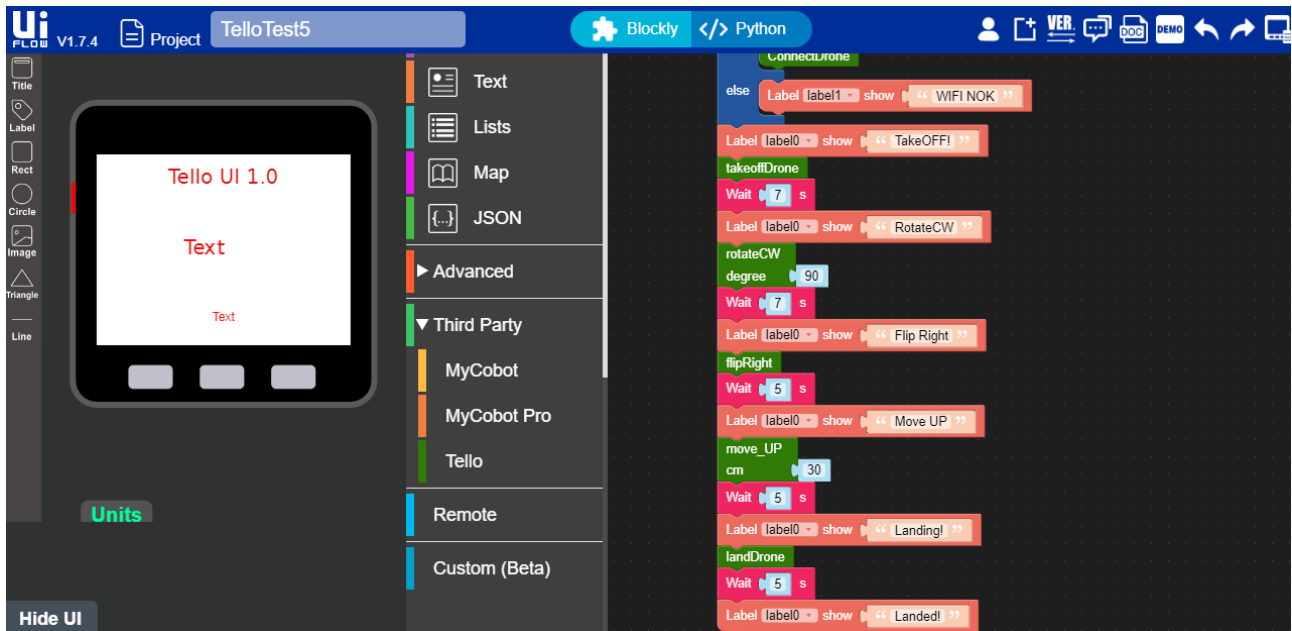 Ui FLOW V1.7.4 Project TelloTest5 Blockly </> Python VER. DOC DEMO
Title
Label
Rect
Circle
Image
Triangle
Line
Tello UI 1.0
Text
Text
Units
Hide UI
Text
Lists
Map
{..} JSON
Advanced
Third Party
MyCobot
MyCobot Pro
Tello
Remote
Custom (Beta)
ConnectDrone
else Label label1 show “ WIFI NOK ”
Label label0 show “ TakeOFF! ”
takeoffDrone
Wait 7 s
Label label0 show “ RotateCW ”
rotateCW
degree 90
Wait 7 s
Label label0 show “ Flip Right ”
flipRight
Wait 5 s
Label label0 show “ Move UP ”
move_UP
cm 30
Wait 5 s
Label label0 show “ Landing! ”
landDrone
Wait 5 s
Label label0 show “ Landed! ”